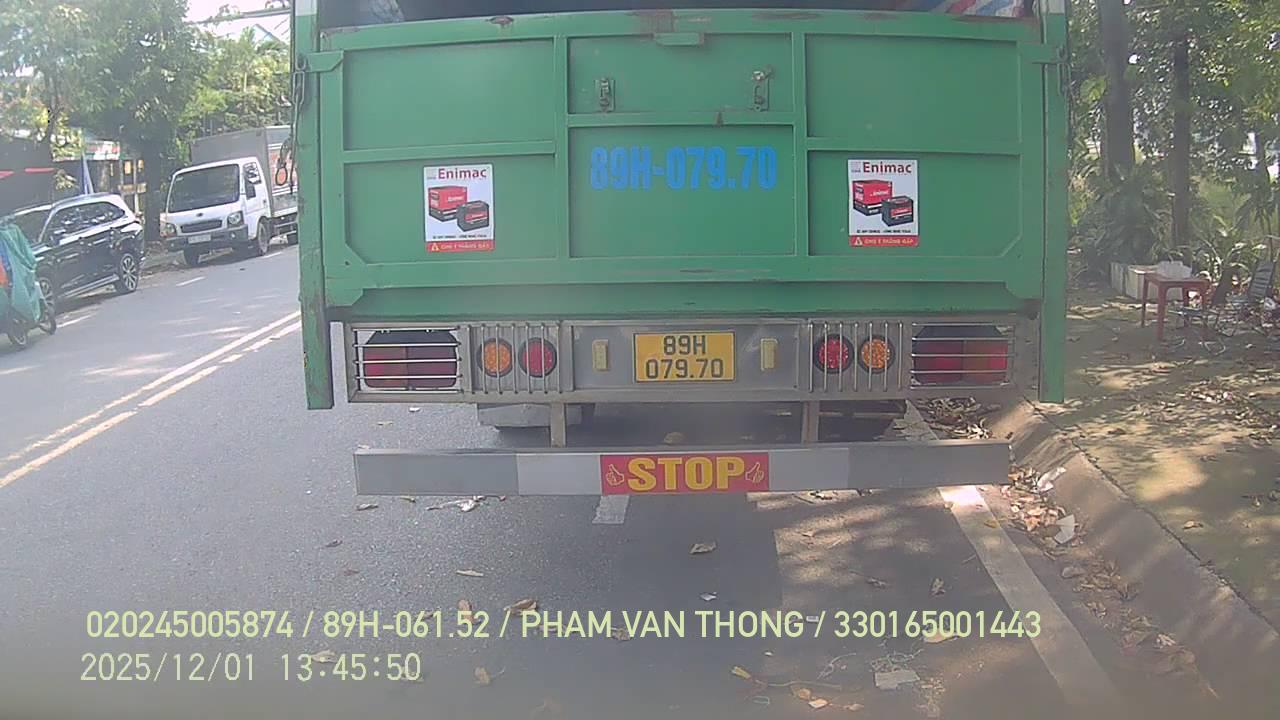 89H-079.70
Enimac
Enimac
89H
079.70
STOP
020245005874 / 89H-061.52 / PHAM VAN THONG / 330165001443
2025/12/01 13:45:50